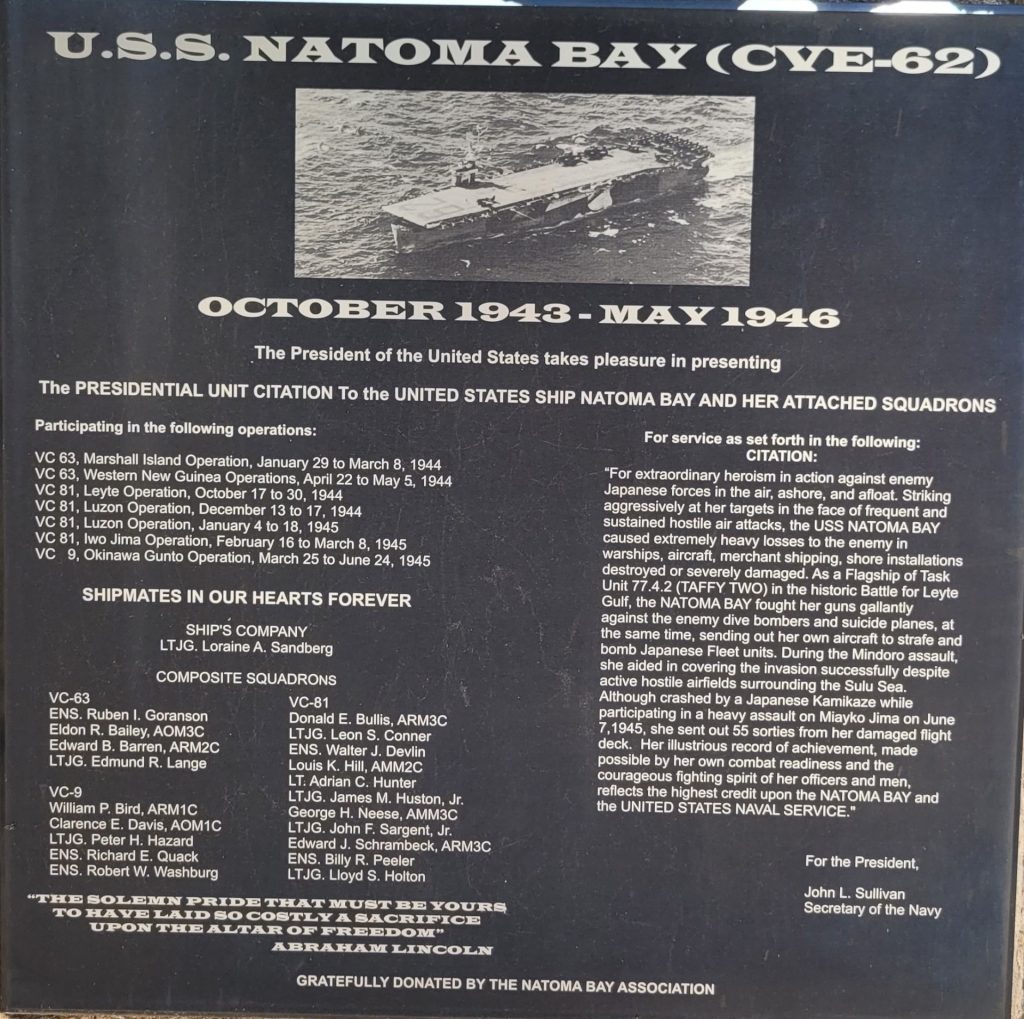 U.S.S. NATOMA BAY (CVE-62)
OCTOBER 1943 - MAY 1946
The President of the United States takes pleasure in presenting
The PRESIDENTIAL UNIT CITATION To the UNITED STATES SHIP NATOMA BAY AND HER ATTACHED SQUADRONS
Participating in the following operations:
VC 63, Marshall Island Operation, January 29 to March 8, 1944
VC 63, Western New Guinea Operations, April 22 to May 5, 1944
VC 81, Leyte Operation, October 17 to 30, 1944
VC 81, Luzon Operation, December 13 to 17, 1944
VC 81, Luzon Operation, January 4 to 18, 1945
VC 81, Iwo Jima Operation, February 16 to March 8, 1945
VC 9, Okinawa Gunto Operation, March 25 to June 24, 1945
SHIPMATES IN OUR HEARTS FOREVER
SHIP'S COMPANY
LTJG. Loraine A. Sandberg
COMPOSITE SQUADRONS
VC-63
ENS. Ruben I. Goranson
Eldon R. Bailey, AOM3C
Edward B. Barren, ARM2C
LTJG. Edmund R. Lange
VC-9
William P. Bird, ARM1C
Clarence E. Davis, AOM1C
LTJG. Peter H. Hazard
ENS. Richard E. Quack
ENS. Robert W. Washburg
VC-81
Donald E. Bullis, ARM3C
LTJG. Leon S. Conner
ENS. Walter J. Devlin
Louis K. Hill, AMM2C
LT. Adrian C. Hunter
LTJG. James M. Huston, Jr.
George H. Neese, AMM3C
LTJG. John F. Sargent, Jr.
Edward J. Schrambeck, ARM3C
ENS. Billy R. Peeler
LTJG. Lloyd S. Holton
"THE SOLEMN PRIDE THAT MUST BE YOURS
TO HAVE LAID SO COSTLY A SACRIFICE
UPON THE ALTAR OF FREEDOM"
ABRAHAM LINCOLN
For service as set forth in the following:
CITATION:
"For extraordinary heroism in action against enemy
Japanese forces in the air, ashore, and afloat. Striking
aggressively at her targets in the face of frequent and
sustained hostile air attacks, the USS NATOMA BAY
caused extremely heavy losses to the enemy in
warships, aircraft, merchant shipping, shore installations
destroyed or severely damaged. As a Flagship of Task
Unit 77.4.2 (TAFFY TWO) in the historic Battle for Leyte
Gulf, the NATOMA BAY fought her guns gallantly
against the enemy dive bombers and suicide planes, at
the same time, sending out her own aircraft to strafe and
bomb Japanese Fleet units. During the Mindoro assault,
she aided in covering the invasion successfully despite
active hostile airfields surrounding the Sulu Sea.
Although crashed by a Japanese Kamikaze while
participating in a heavy assault on Miayko Jima on June
7,1945, she sent out 55 sorties from her damaged flight
deck. Her illustrious record of achievement, made
possible by her own combat readiness and the
courageous fighting spirit of her officers and men,
reflects the highest credit upon the NATOMA BAY and
the UNITED STATES NAVAL SERVICE."
For the President,
John L. Sullivan
Secretary of the Navy
GRATEFULLY DONATED BY THE NATOMA BAY ASSOCIATION